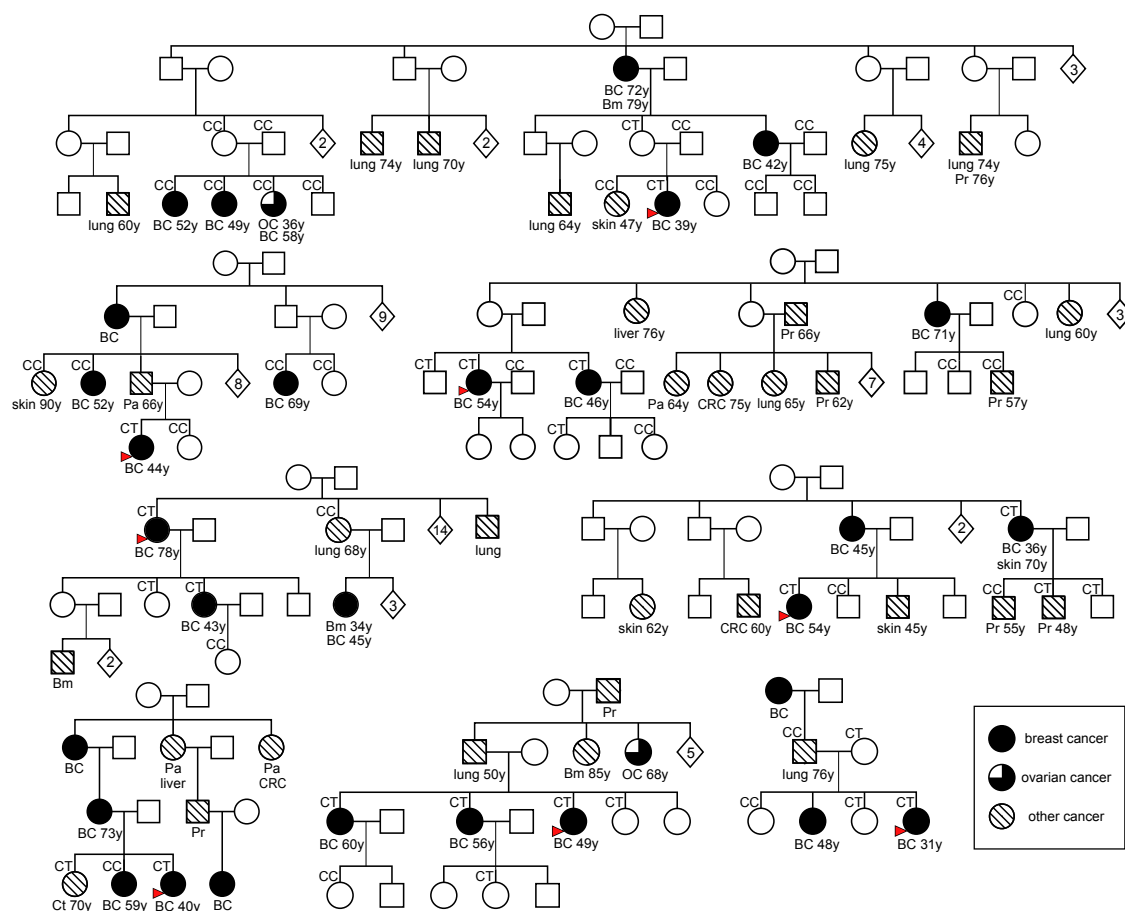 3
BC 72y
Bm 79y
CC CC
2
lung 74y
lung 70y
2
CT CC
BC 42y
CC
lung 75y
4
lung 74y
Pr 76y
lung 60y
CC CC CC CC
BC 52y
BC 49y
OC 36y
BC 58y
lung 64y
CC CT CC
skin 47y
BC 39y
CC CC
BC
9
CC CC CC CC
skin 90y
BC 52y
Pa 66y
8
BC 69y
CC
CT CC
BC 44y
liver 76y
Pr 66y
BC 71y
CC
lung 60y
3
CT CT CC CT CC
BC 54y
BC 46y
Pa 64y
CRC 75y
lung 65y
Pr 62y
7
CC CC
Pr 57y
CT CC
CT CC
BC 78y
lung 68y
14
lung
CT CT
BC 43y
Bm 34y
BC 45y
3
Bm
2
CC
BC 45y
2
CT
BC 36y
skin 70y
skin 62y
CRC 60y
CT CC
BC 54y
skin 45y
CC CT CT
Pr 55y
Pr 48y
BC
Pa
liver
Pa
CRC
BC 73y
Pr
CT CC CT
Ct 70y
BC 59y
BC 40y
BC
Pr
lung 50y
Bm 85y
OC 68y
5
CT CT CT CT
BC 60y
BC 56y
BC 49y
CC CT
BC
CC CT
lung 76y
CC CT CT
BC 48y
BC 31y
breast cancer
ovarian cancer
other cancer